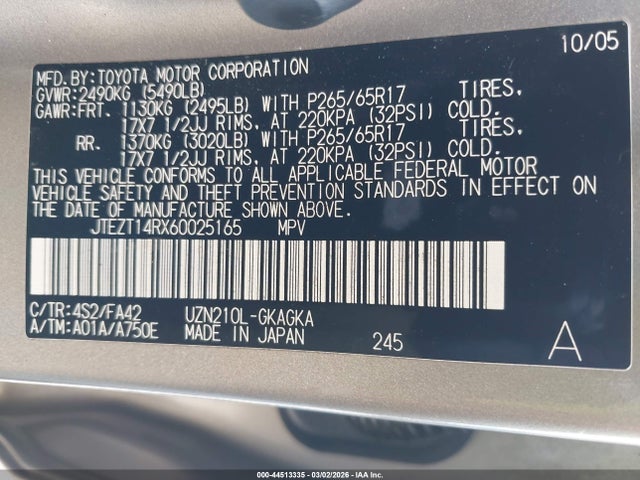 10/05
MFD.BY:TOYOTA MOTOR CORPORATION
GVWR:2490KG (5490LB)
GAWR:FRT. 1130KG (2495LB) WITH P265/65R17 TIRES,
17X7 1/2JJ RIMS, AT 220KPA (32PSI) COLD.
RR. 1370KG (3020LB) WITH P265/65R17 TIRES,
17X7 1/2JJ RIMS, AT 220KPA (32PSI) COLD.
THIS VEHICLE CONFORMS TO ALL APPLICABLE FEDERAL MOTOR
VEHICLE SAFETY AND THEFT PREVENTION STANDARDS IN EFFECT ON
THE DATE OF MANUFACTURE SHOWN ABOVE.
JTEZT14RX60025165 MPV
C/TR:4S2/FA42 UZN210L-GKAGKA
A/TM:A01A/A750E MADE IN JAPAN 245 A
000-44513335 - 03/02/2026 - IAA Inc.